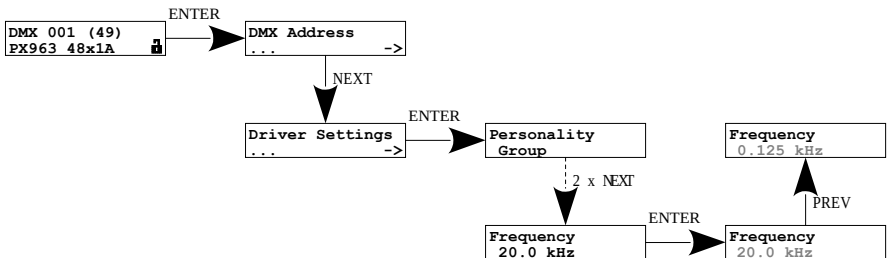 ENTER
DMX 001 (49)
PX963 48x1A
DMX Address
... ->
NEXT
ENTER
Driver Settings
... ->
Personality
Group
Frequency
0.125 kHz
2 x NEXT
PREV
ENTER
Frequency
20.0 kHz
Frequency
20.0 kHz